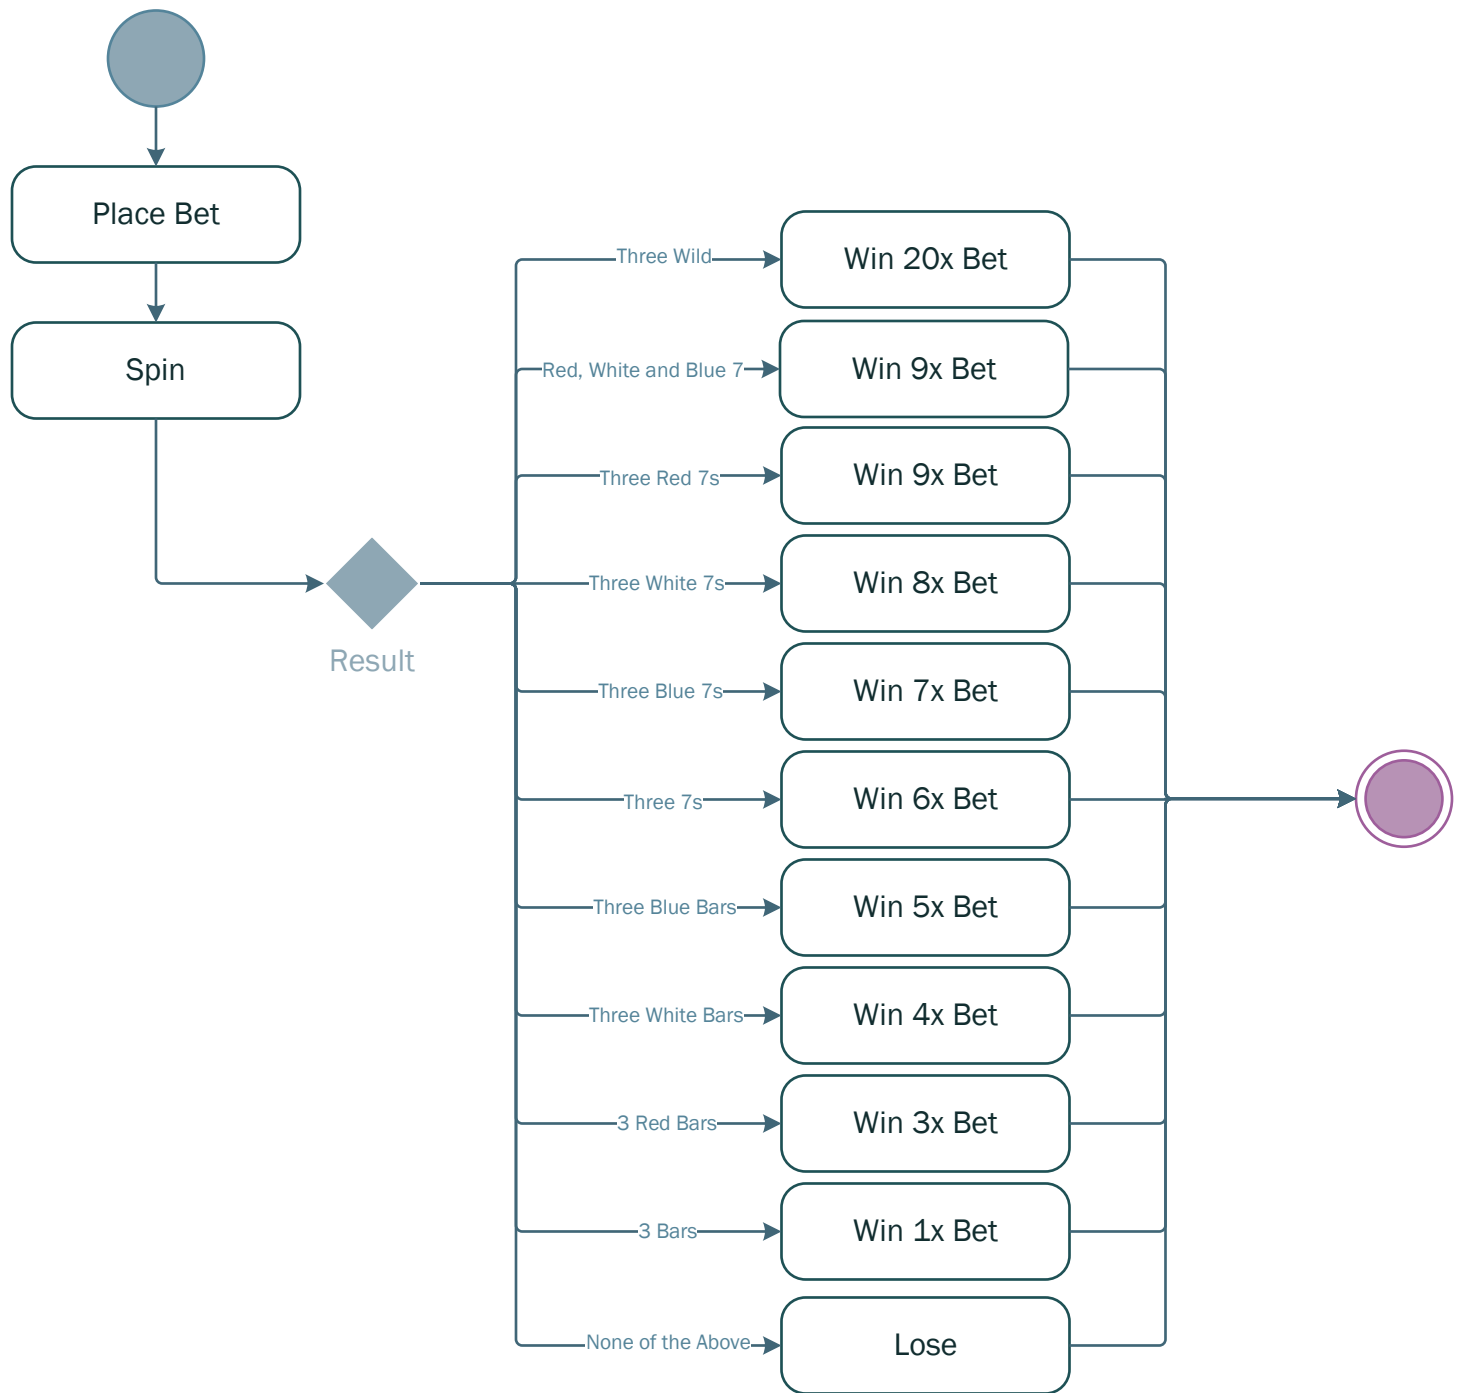 Place Bet
Spin
Result
Three Wild
Win 20x Bet
Red, White and Blue 7
Win 9x Bet
Three Red 7s
Win 9x Bet
Three White 7s
Win 8x Bet
Three Blue 7s
Win 7x Bet
Three 7s
Win 6x Bet
Three Blue Bars
Win 5x Bet
Three White Bars
Win 4x Bet
3 Red Bars
Win 3x Bet
3 Bars
Win 1x Bet
None of the Above
Lose